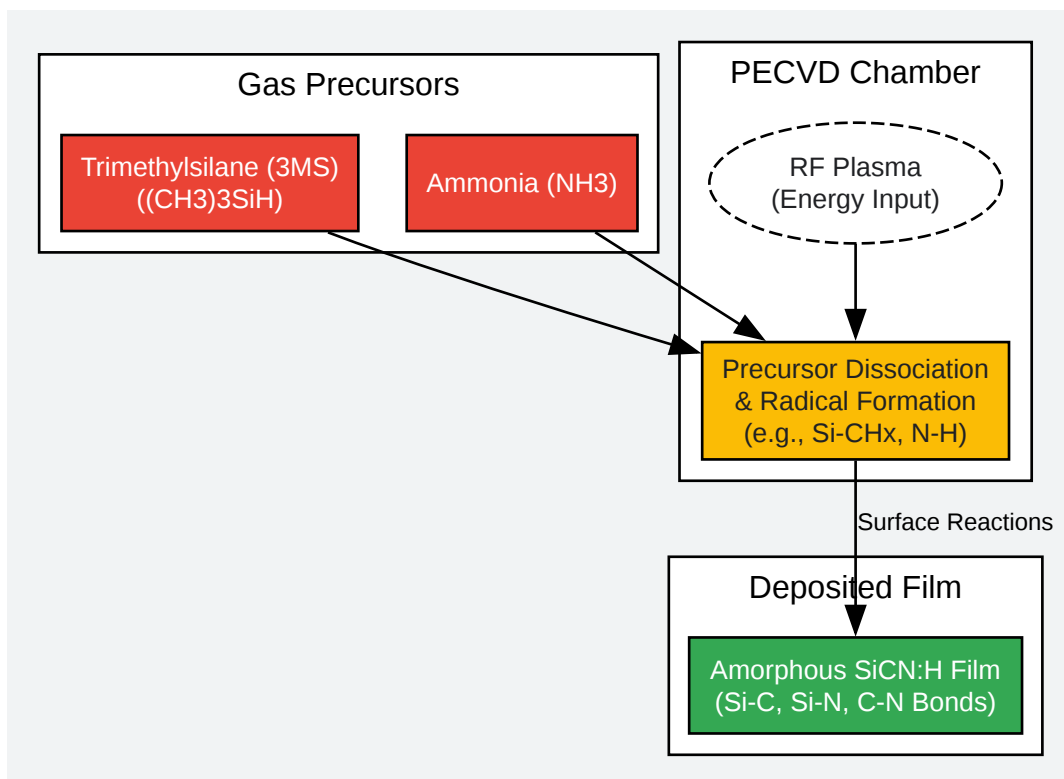 Gas Precursors
Trimethylsilane (3MS)
((CH3)3SiH)
Ammonia (NH3)
PECVD Chamber
RF Plasma
(Energy Input)
Precursor Dissociation
& Radical Formation
(e.g., Si-CHx, N-H)
Surface Reactions
Deposited Film
Amorphous SiCN:H Film
(Si-C, Si-N, C-N Bonds)